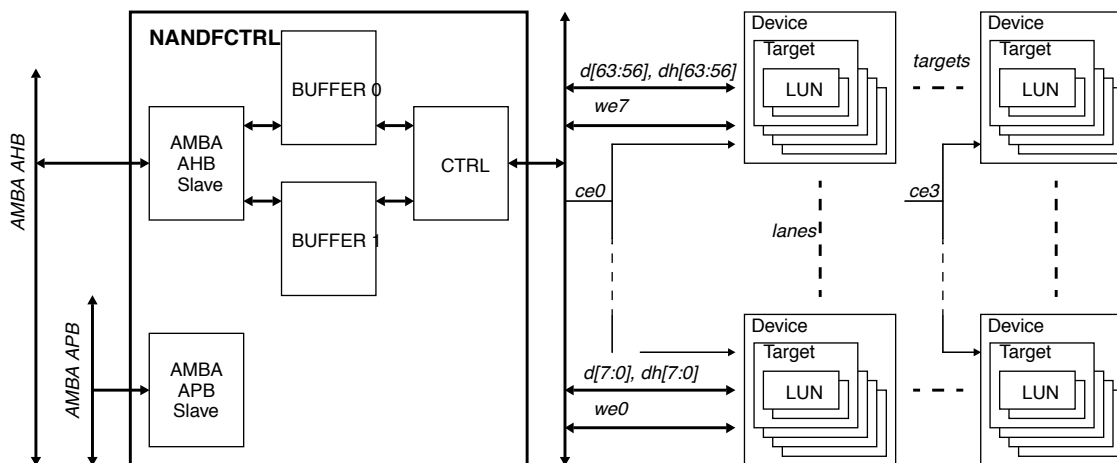 NANDFCTRL
AMBA AHB
AMBA
AHB
Slave
BUFFER 0
BUFFER 1
CTRL
AMBA APB
AMBA
APB
Slave
d[63:56], dh[63:56]
we7
ce0
Device
Target
LUN
targets
Device
Target
LUN
lanes
ce3
d[7:0], dh[7:0]
we0
Device
Target
LUN
Device
Target
LUN